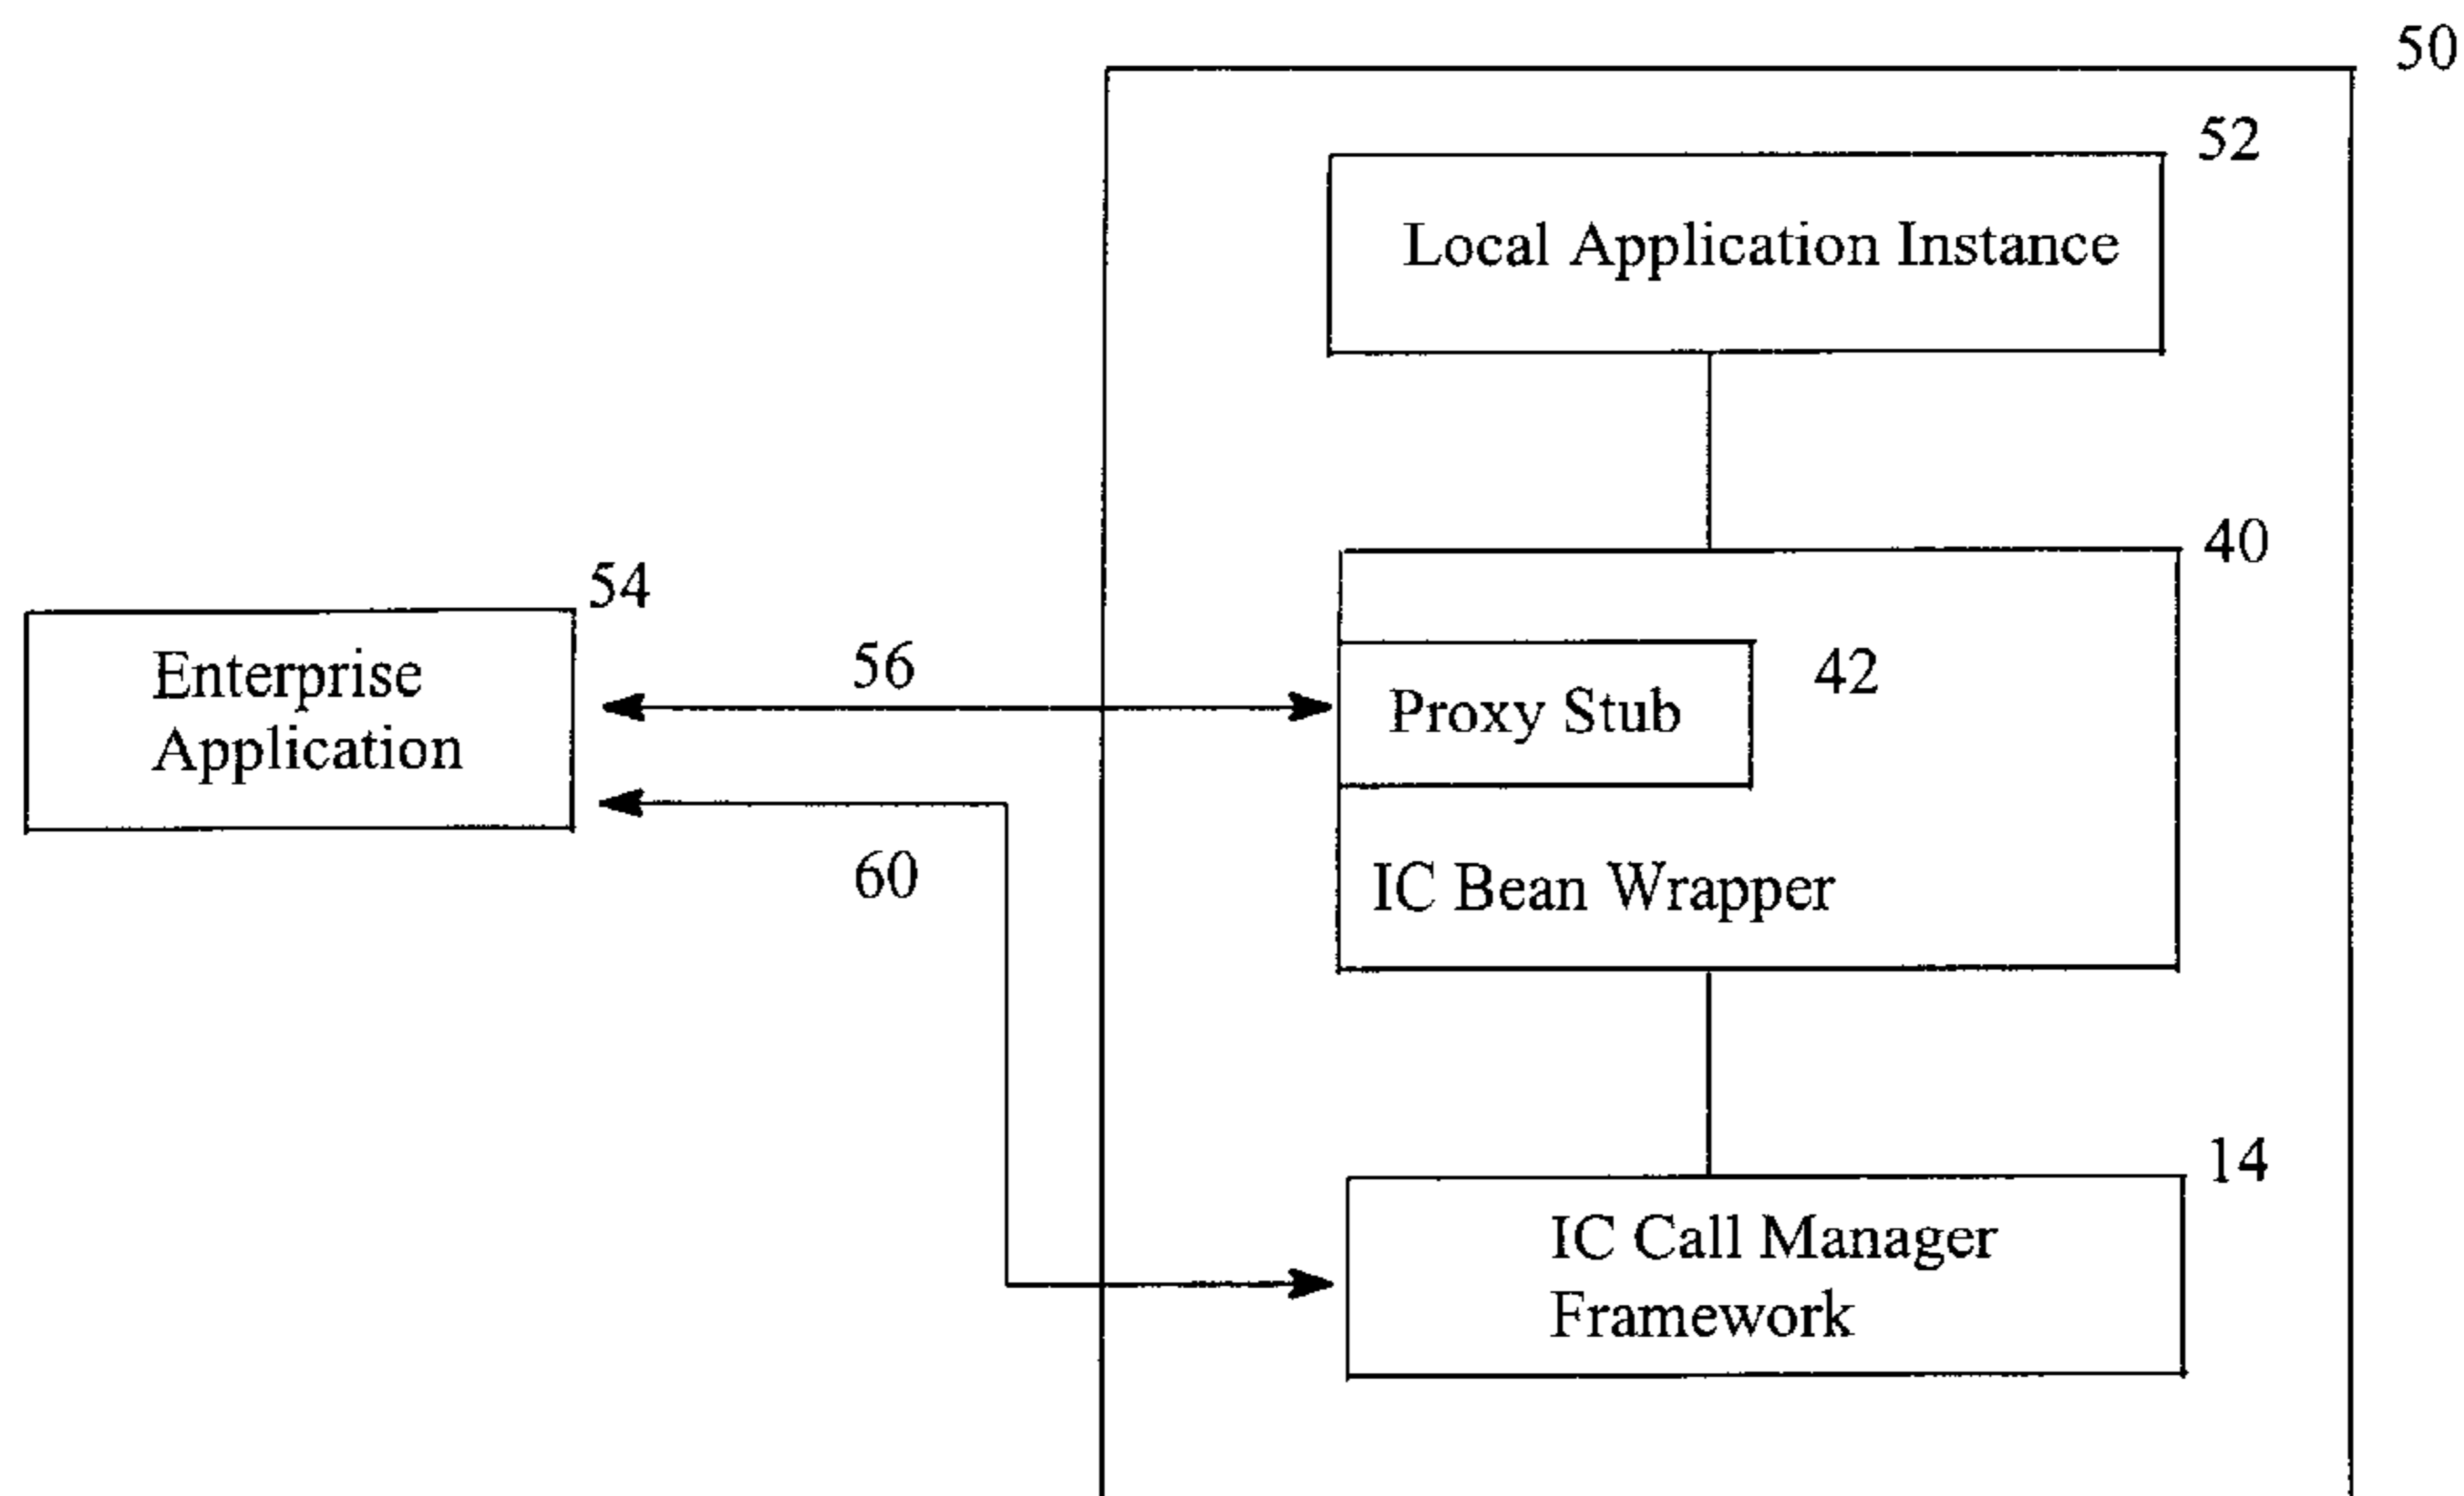 50
52
Local Application Instance
40
54
Enterprise
Application
56
42
Proxy Stub
60
IC Bean Wrapper
14
IC Call Manager
Framework